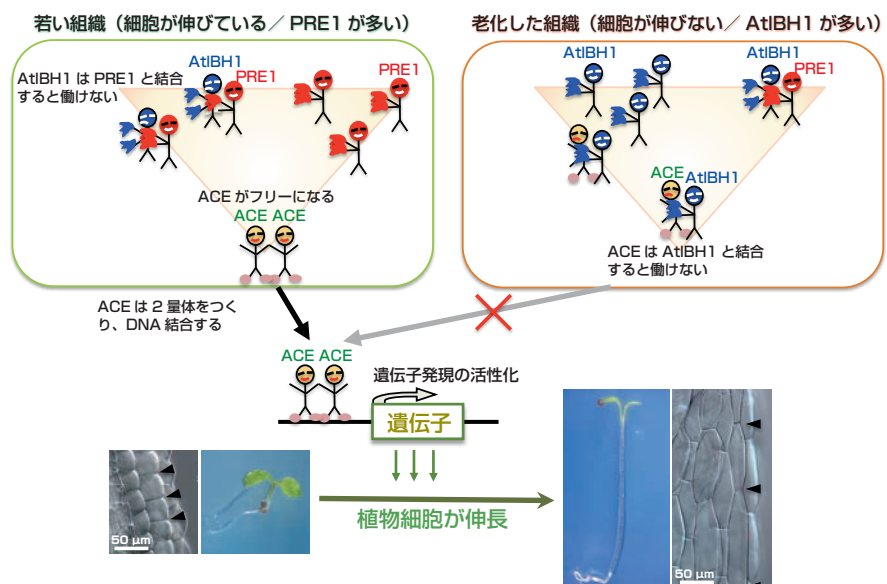 若い組織（細胞が伸びている／ PRE1 が多い）
老化した組織（細胞が伸びない／ AtIBH1 が多い）
AtIBH1 は PRE1 と結合
すると働けない
AtIBH1
PRE1
PRE1
ACE がフリーになる
ACE ACE
AtIBH1
AtIBH1
PRE1
ACE
AtIBH1
ACE は AtIBH1 と結合
すると働けない
ACE は 2 量体をつく
り、DNA 結合する
ACE ACE
遺伝子発現の活性化
遺伝子
植物細胞が伸長
50 μm
50 μm